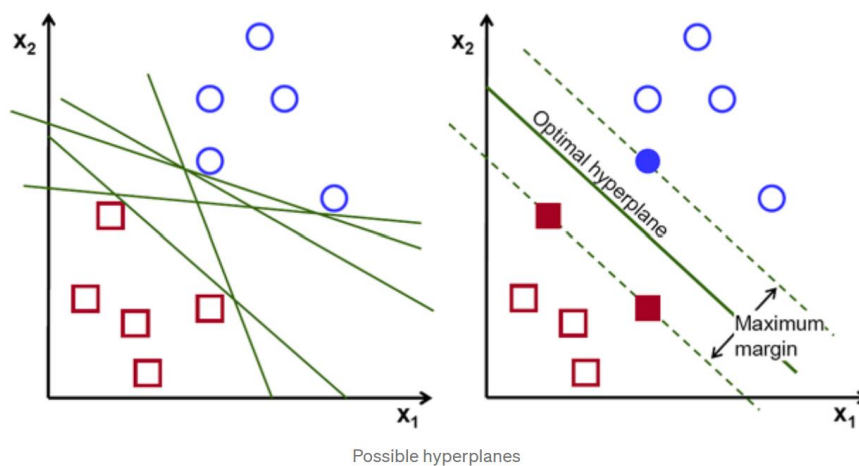 x₂
x₁
x₂
Optimal hyperplane
Maximum
margin
x₁
Possible hyperplanes